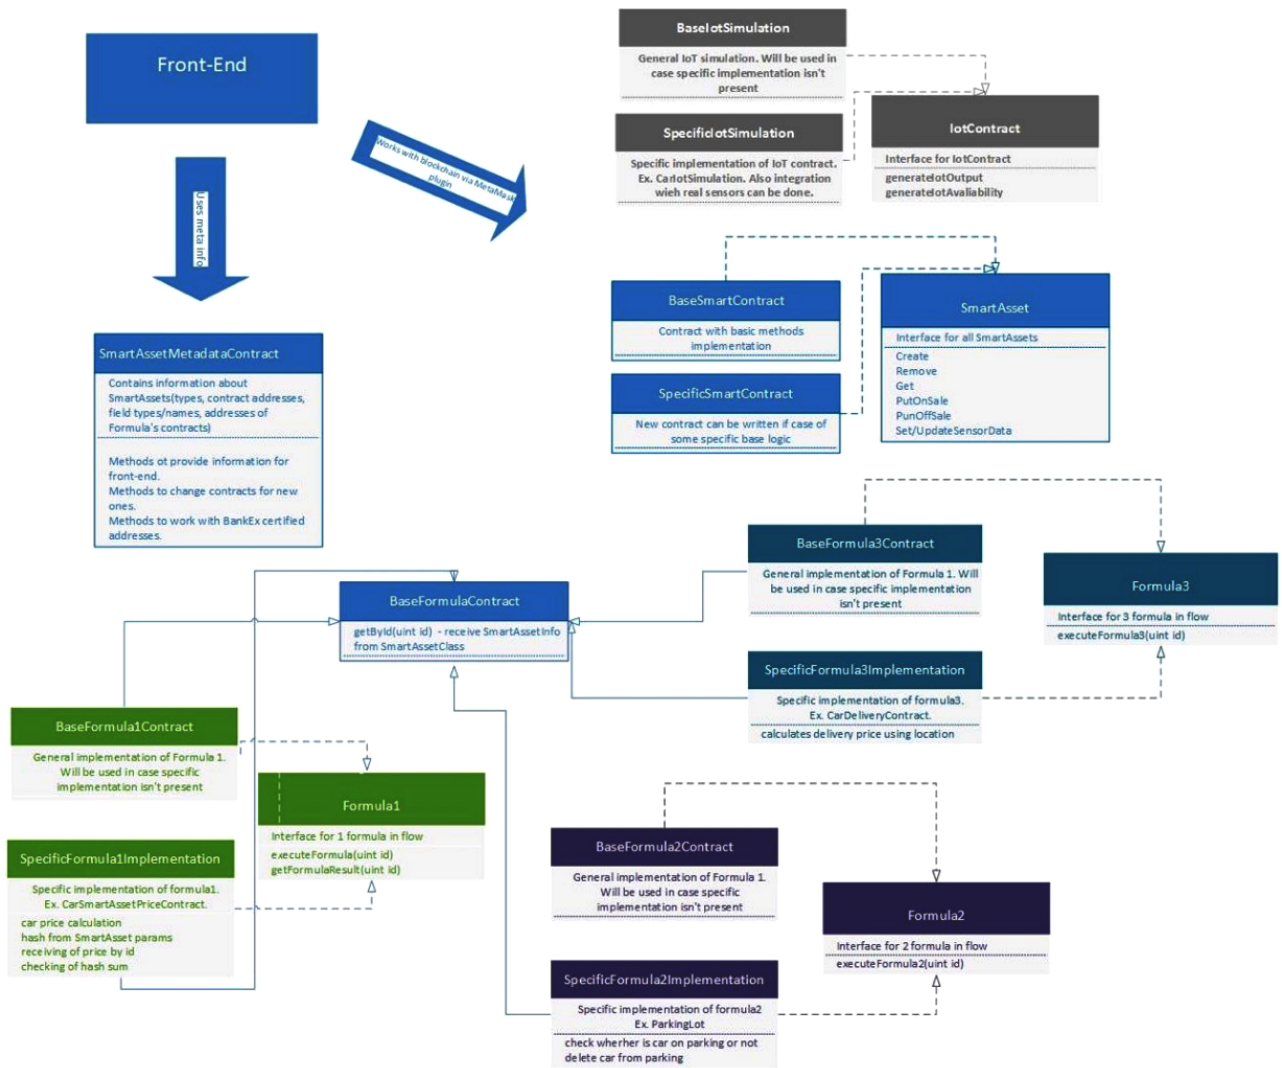 Front-End
Works with blockchain via MetaMask
plugin
Uses meta info
BaseIotSimulation
General IoT simulation. Will be used in
case specific implementation isn't
present
SpecificIotSimulation
Specific implementation of IoT contract.
Ex. CarIotSimulation. Also integration
wieh real sensors can be done.
IotContract
Interface for IotContract
generateIotOutput
generateIotAvaliability
BaseSmartContract
Contract with basic methods
implementation
SpecificSmartContract
New contract can be written if case of
some specific base logic
SmartAsset
Interface for all SmartAssets
Create
Remove
Get
PutOnSale
PunOffSale
Set/UpdateSensorData
SmartAssetMetadataContract
Contains information about
SmartAssets(types, contract addresses,
field types/names, addresses of
Formula's contracts)
Methods ot provide information for
front-end.
Methods to change contracts for new
ones.
Methods to work with BankEx certified
addresses.
BaseFormulaContract
getById(uint id) - receive SmartAssetInfo
from SmartAssetClass
BaseFormula3Contract
General implementation of Formula 1. Will
be used in case specific implementation
isn't present
Formula3
Interface for 3 formula in flow
executeFormula3(uint id)
SpecificFormula3Implementation
Specific implementation of formula3.
Ex. CarDeliveryContract.
calculates delivery price using location
BaseFormula1Contract
General implementation of Formula 1.
Will be used in case specific
implementation isn't present
Formula1
Interface for 1 formula in flow
executeFormula(uint id)
getFormulaResult(uint id)
SpecificFormula1Implementation
Specific implementation of formula1.
Ex. CarSmartAssetPriceContract.
car price calculation
hash from SmartAsset params
receiving of price by id
checking of hash sum
BaseFormula2Contract
General implementation of Formula 1.
Will be used in case specific
implementation isn't present
Formula2
Interface for 2 formula in flow
executeFormula2(uint id)
SpecificFormula2Implementation
Specific implementation of formula2
Ex. ParkingLot
check wherher is car on parking or not
delete car from parking